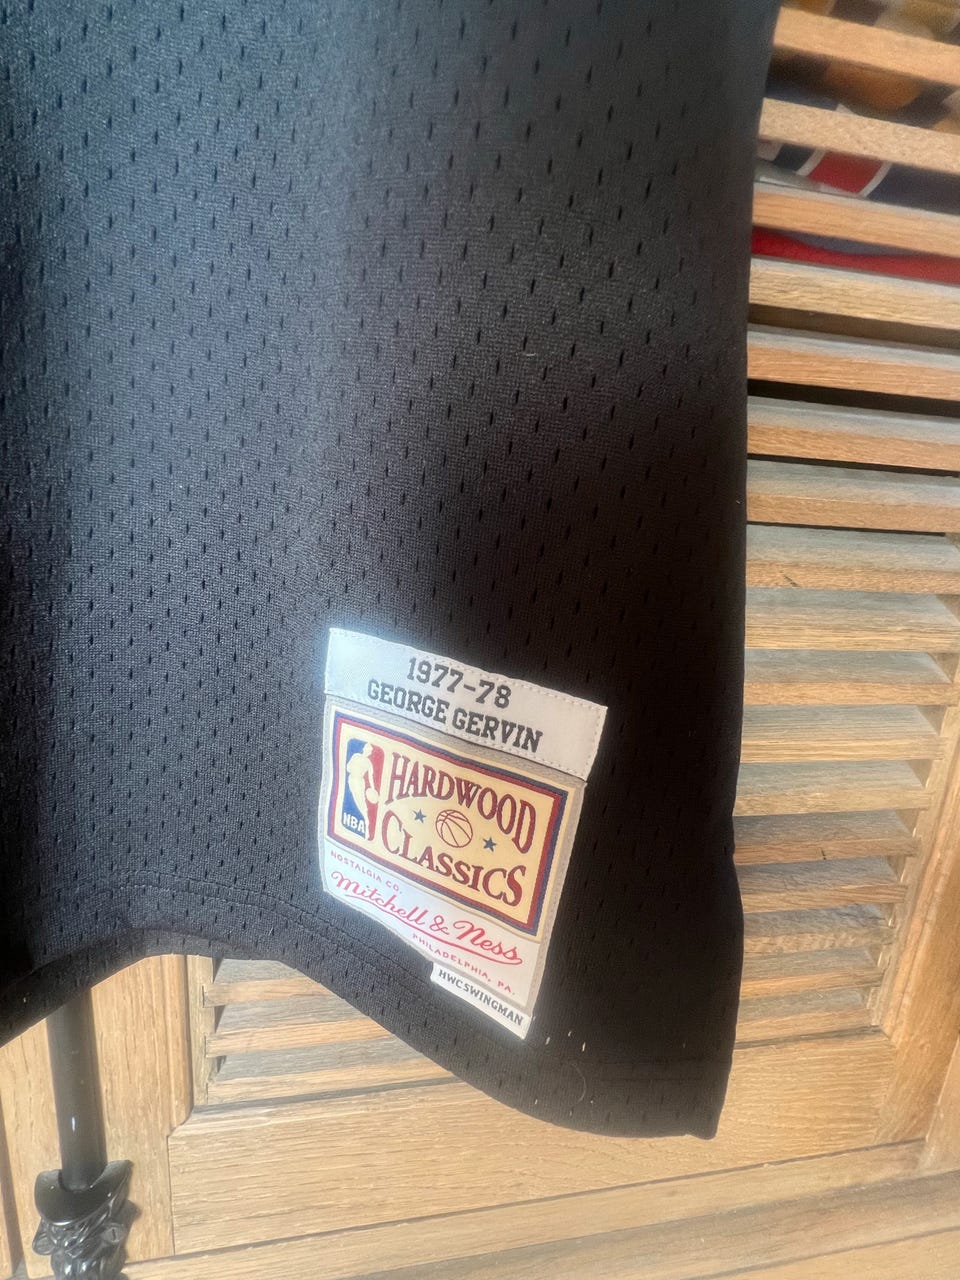 1977-78
GEORGE GERVIN
NBA
HARDWOOD
CLASSICS
NOSTALGIA CO.
Mitchell & Ness
PHILADELPHIA, PA.
HWCSWINGMAN